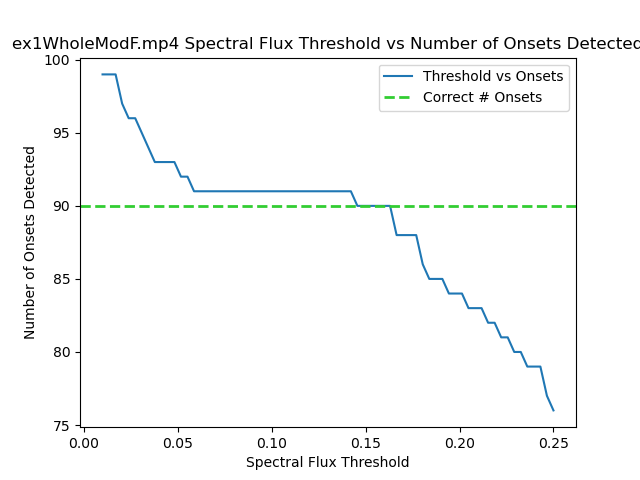 ex1WholeModF.mp4 Spectral Flux Threshold vs Number of Onsets Detected
100
95
90
85
80
75
Number of Onsets Detected
Threshold vs Onsets
Correct # Onsets
0.00 0.05 0.10 0.15 0.20 0.25
Spectral Flux Threshold